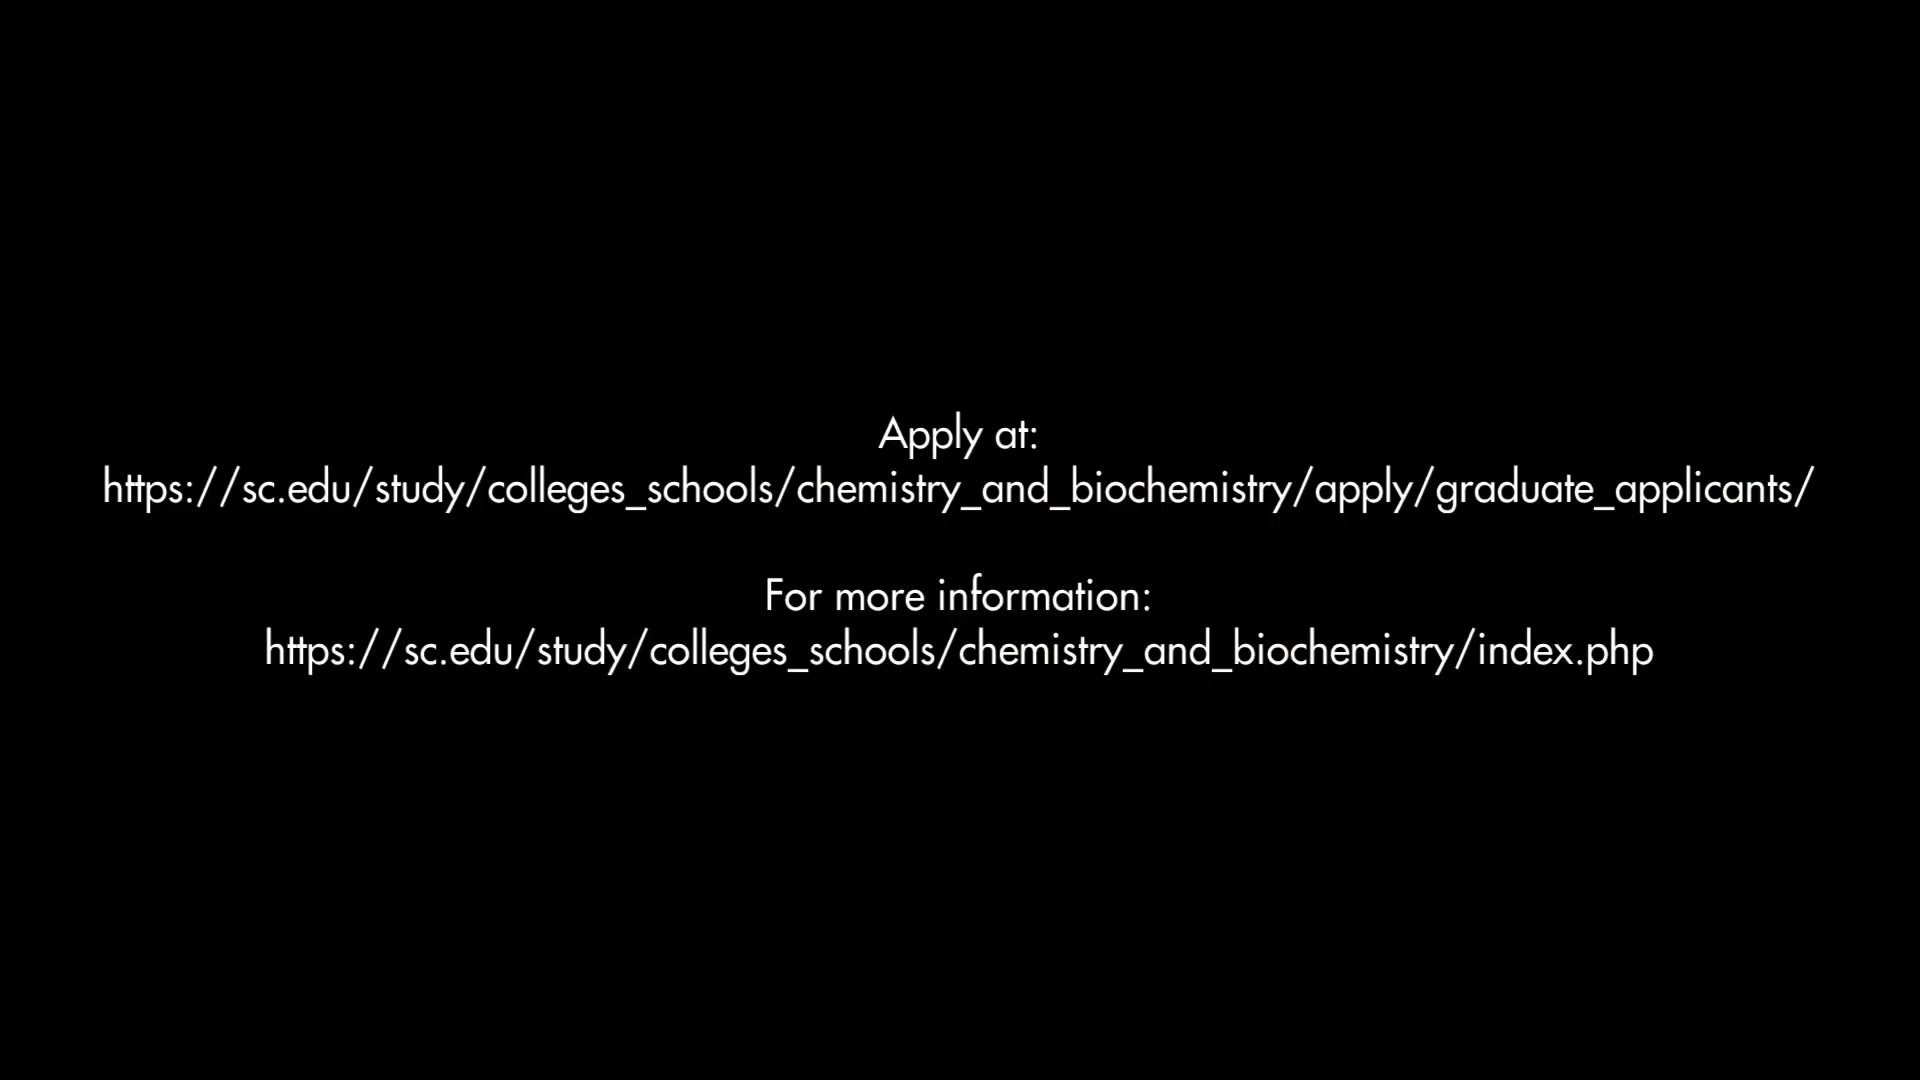 Apply at:
https://sc.edu/study/colleges_schools/chemistry_and_biochemistry/apply/graduate_applicants/
For more information:
https://sc.edu/study/colleges_schools/chemistry_and_biochemistry/index.php